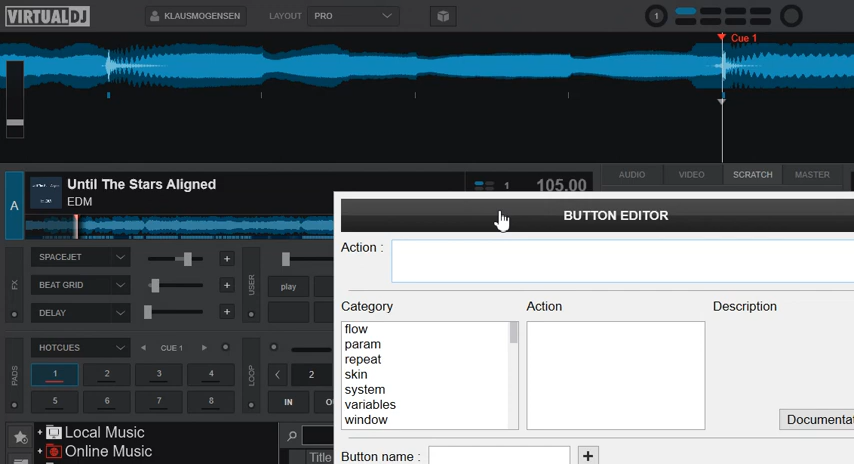 VIRTUALDJ
KLAUSMOGENSEN
LAYOUT
PRO
1
Cue 1
AUDIO
VIDEO
SCRATCH
MASTER
A
Until The Stars Aligned
EDM
1
105.00
BUTTON EDITOR
Action :
FX
SPACEJET
BEAT GRID
DELAY
USER
play
Category
Action
Description
flow
param
repeat
skin
system
variables
window
PADS
HOTCUES
CUE 1
1
2
3
4
5
6
7
8
LOOP
2
IN
Local Music
Online Music
Title
Button name :